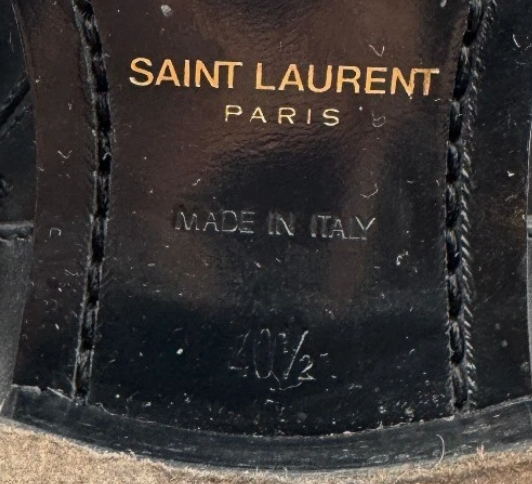 SAINT LAURENT
PARIS
MADE IN ITALY
40½